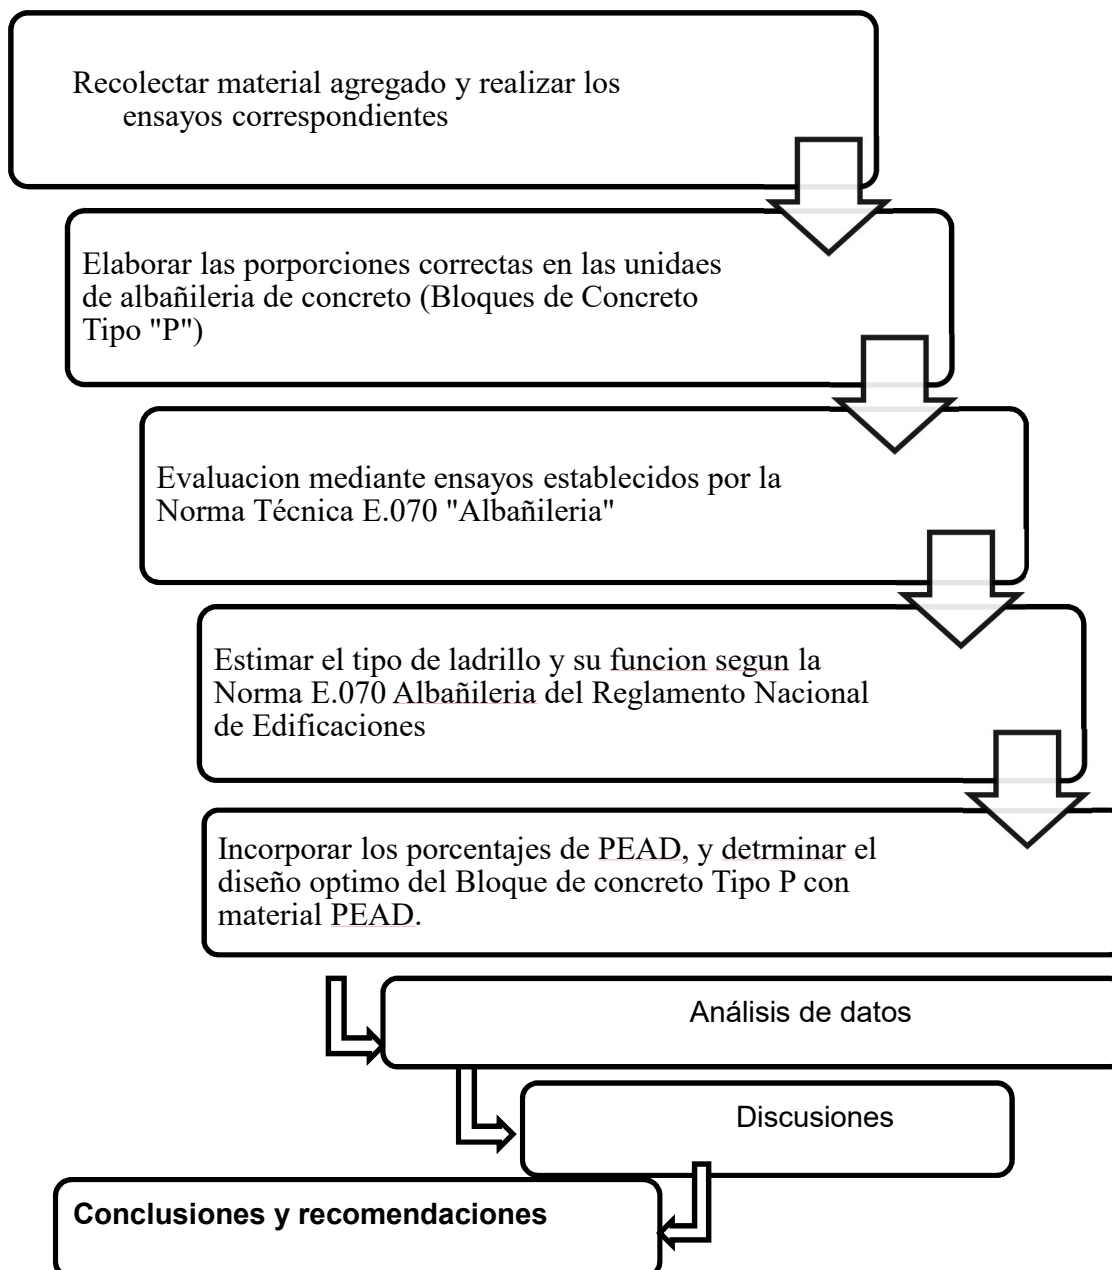 Recolectar material agregado y realizar los
ensayos correspondientes
Elaborar las porporciones correctas en las unidaes
de albañileria de concreto (Bloques de Concreto
Tipo "P")
Evaluacion mediante ensayos establecidos por la
Norma Técnica E.070 "Albañileria"
Estimar el tipo de ladrillo y su funcion segun la
Norma E.070 Albañileria del Reglamento Nacional
de Edificaciones
Incorporar los porcentajes de PEAD, y detrminar el
diseño optimo del Bloque de concreto Tipo P con
material PEAD.
Análisis de datos
Discusiones
Conclusiones y recomendaciones